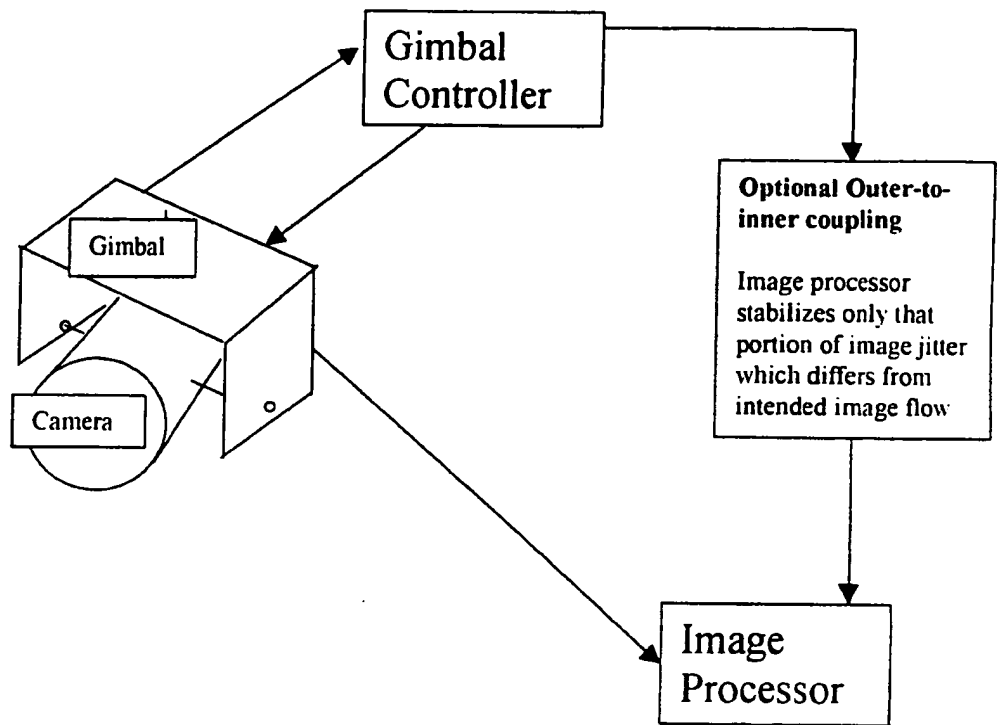 Gimbal
Controller
Optional Outer-to-
inner coupling
Image processor
stabilizes only that
portion of image jitter
which differs from
intended image flow
Gimbal
Camera
Image
Processor